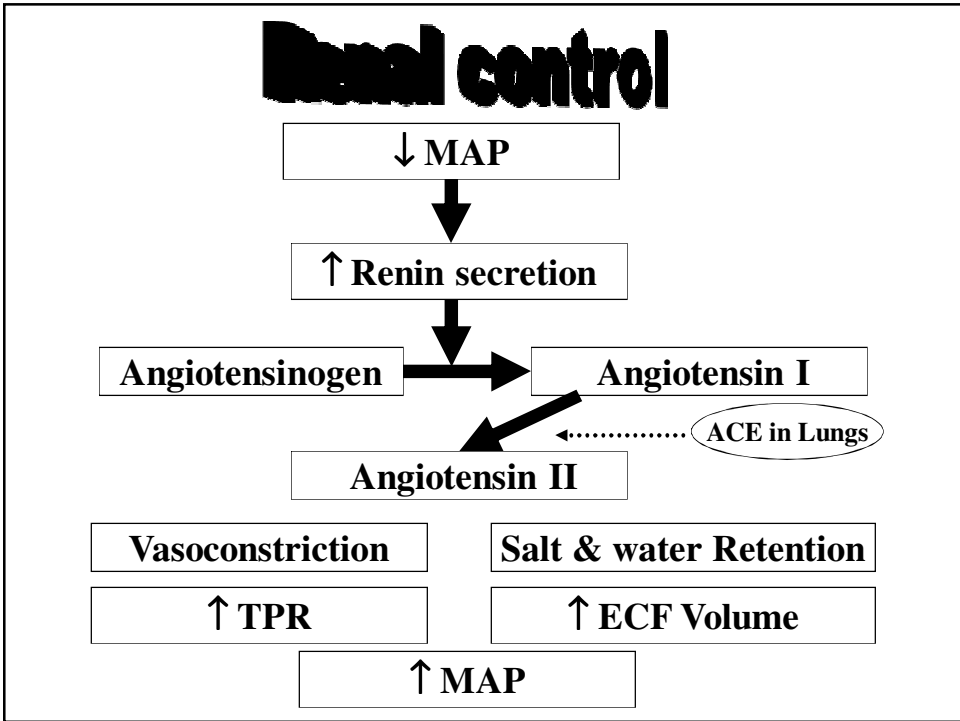 Renal control
↓ MAP
↑ Renin secretion
Angiotensinogen
Angiotensin I
ACE in Lungs
Angiotensin II
Vasoconstriction
Salt & water Retention
↑ TPR
↑ ECF Volume
↑ MAP